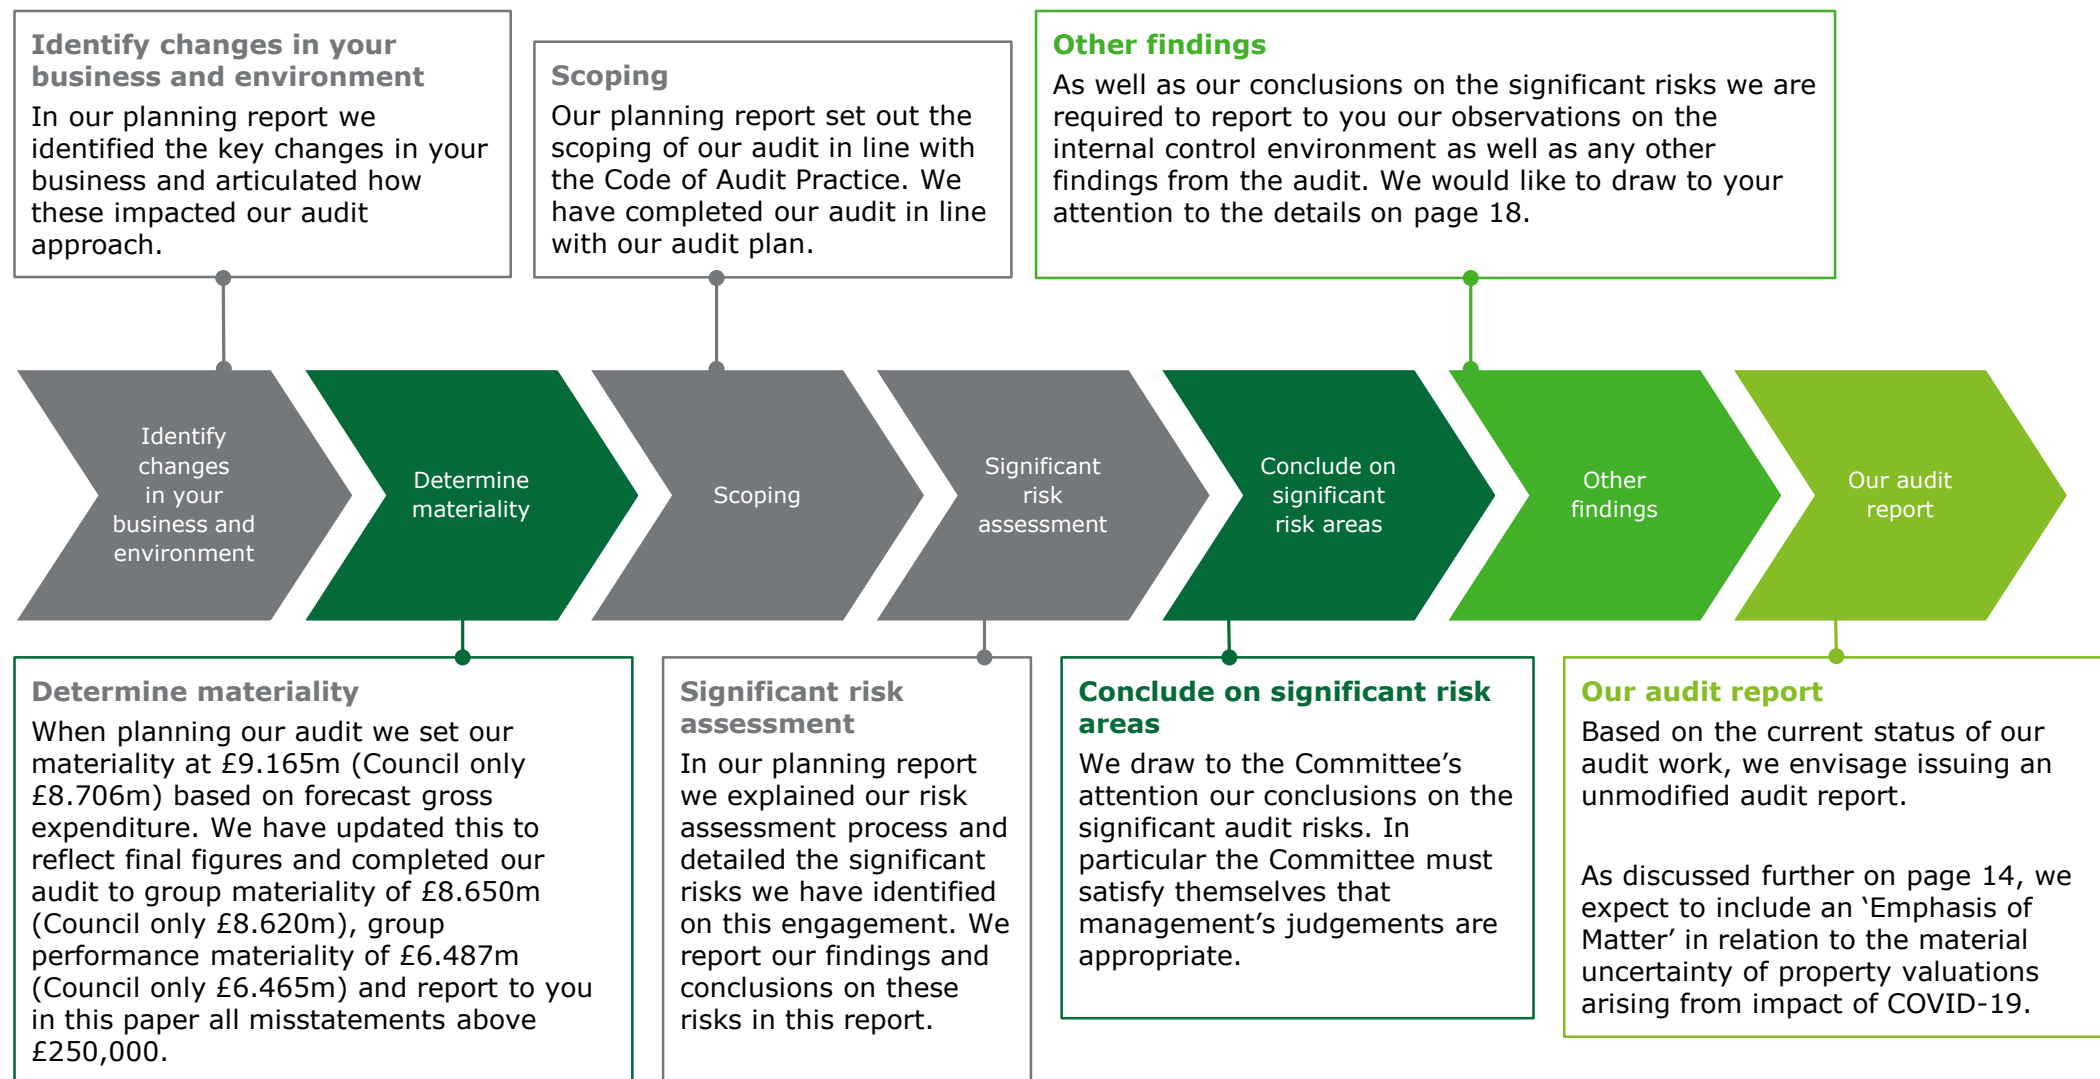 Identify changes in your
business and environment
In our planning report we
identified the key changes in your
business and articulated how
these impacted our audit
approach.
Scoping
Our planning report set out the
scoping of our audit in line with
the Code of Audit Practice. We
have completed our audit in line
with our audit plan.
Other findings
As well as our conclusions on the significant risks we are
required to report to you our observations on the
internal control environment as well as any other
findings from the audit. We would like to draw to your
attention to the details on page 18.
Identify
changes
in your
business and
environment
Determine
materiality
Scoping
Significant
risk
assessment
Conclude on
significant
risk areas
Other
findings
Our audit
report
Determine materiality
When planning our audit we set our
materiality at £9.165m (Council only
£8.706m) based on forecast gross
expenditure. We have updated this to
reflect final figures and completed our
audit to group materiality of £8.650m
(Council only £8.620m), group
performance materiality of £6.487m
(Council only £6.465m) and report to you
in this paper all misstatements above
£250,000.
Significant risk
assessment
In our planning report
we explained our risk
assessment process and
detailed the significant
risks we have identified
on this engagement. We
report our findings and
conclusions on these
risks in this report.
Conclude on significant risk
areas
We draw to the Committee’s
attention our conclusions on the
significant audit risks. In
particular the Committee must
satisfy themselves that
management’s judgements are
appropriate.
Our audit report
Based on the current status of our
audit work, we envisage issuing an
unmodified audit report.
As discussed further on page 14, we
expect to include an ‘Emphasis of
Matter’ in relation to the material
uncertainty of property valuations
arising from impact of COVID-19.